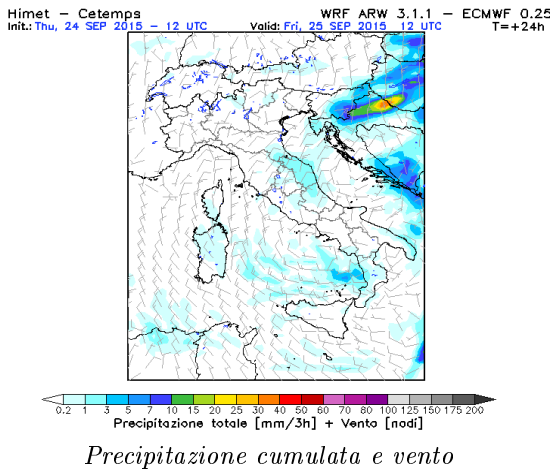 Himet - Cetemps WRF ARW 3.1.1 - ECMWF 0.25
Init.: Thu, 24 SEP 2015 - 12 UTC Valid: Fri, 25 SEP 2015 12 UTC T=+24h
0.2 1 3 5 7 10 15 20 25 30 40 50 60 70 80 100 125 150 175 200
Precipitazione totale [mm/3h] + Vento [nodi]
Precipitazione cumulata e vento